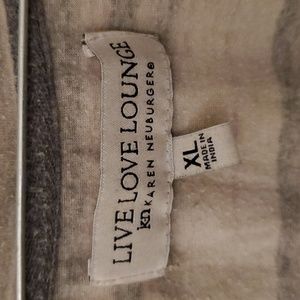 LIVE LOVE LOUNGE
kn KAREN NEUBURGER®
XL
MADE IN
INDIA